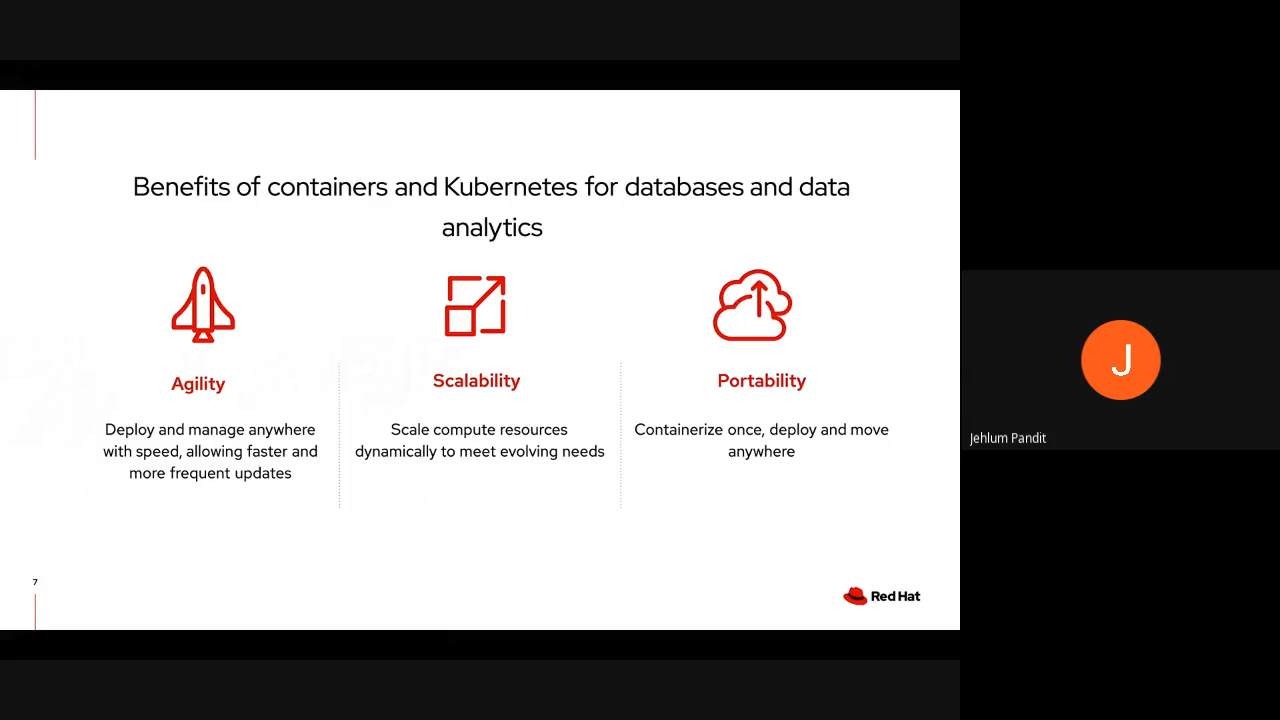 Benefits of containers and Kubernetes for databases and data
analytics
Agility
Deploy and manage anywhere
with speed, allowing faster and
more frequent updates
Scalability
Scale compute resources
dynamically to meet evolving needs
Portability
Containerize once, deploy and move
anywhere
7
Red Hat
J
Jehlum Pandit